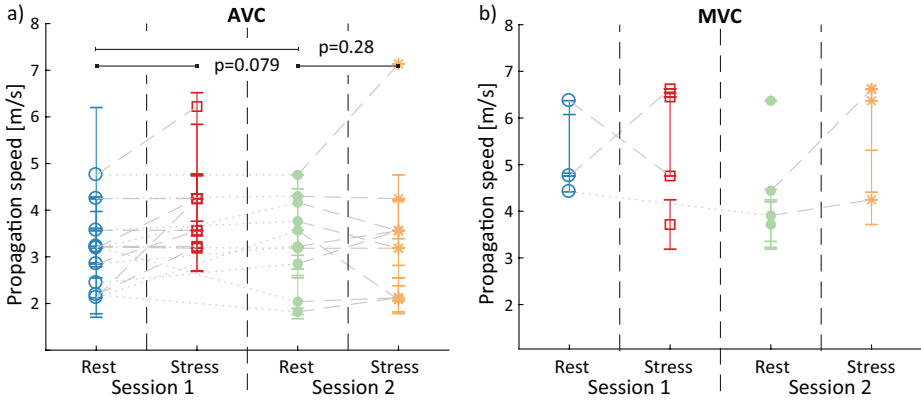 a)
AVC
8
7
6
5
4
3
2
Propagation speed [m/s]
p=0.28
p=0.079
Rest Stress Rest Stress
Session 1 Session 2
b)
MVC
8
7
6
5
4
3
2
Propagation speed [m/s]
Rest Stress Rest Stress
Session 1 Session 2